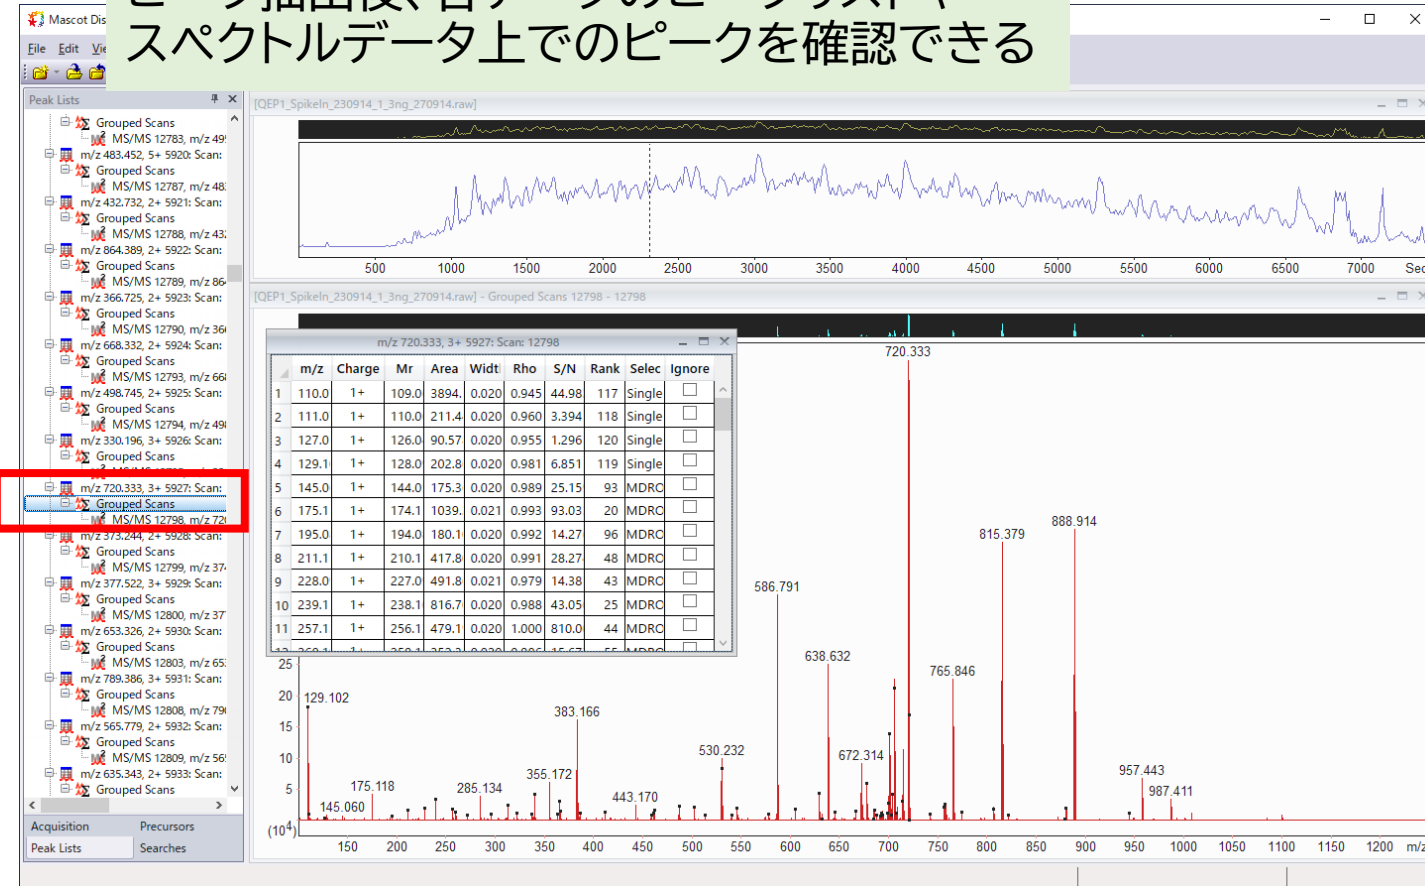 スペクトルデータ上でのピークを確認できる
Mascot Dis
File Edit Vie
Peak Lists
Grouped Scans
MS/MS 12783, m/z 495
m/z 483.452, 5+ 5920: Scan:
Grouped Scans
MS/MS 12787, m/z 48
m/z 432.732, 2+ 5921: Scan:
Grouped Scans
MS/MS 12788, m/z 43
m/z 864.389, 2+ 5922: Scan:
Grouped Scans
MS/MS 12789, m/z 86
m/z 366.725, 2+ 5923: Scan:
Grouped Scans
MS/MS 12790, m/z 36
m/z 668.332, 2+ 5924: Scan:
Grouped Scans
MS/MS 12793, m/z 66
m/z 498.745, 2+ 5925: Scan:
Grouped Scans
MS/MS 12794, m/z 49
m/z 330.196, 3+ 5926: Scan:
Grouped Scans
m/z 720.333, 3+ 5927: Scan:
Grouped Scans
MS/MS 12798, m/z 72
m/z 373.244, 2+ 5928: Scan:
Grouped Scans
MS/MS 12799, m/z 37
m/z 377.522, 3+ 5929: Scan:
Grouped Scans
MS/MS 12800, m/z 37
m/z 653.326, 2+ 5930: Scan:
Grouped Scans
MS/MS 12803, m/z 65
m/z 789.386, 3+ 5931: Scan:
Grouped Scans
MS/MS 12808, m/z 79
m/z 565.779, 2+ 5932: Scan:
Grouped Scans
MS/MS 12809, m/z 56
m/z 635.343, 2+ 5933: Scan:
Grouped Scans
Acquisition Precursors
Peak Lists Searches
[QEP1_SpikeIn_230914_1_3ng_270914.raw]
500 1000 1500 2000 2500 3000 3500 4000 4500 5000 5500 6000 6500 7000 Sec
[QEP1_SpikeIn_230914_1_3ng_270914.raw] - Grouped Scans 12798 - 12798
m/z 720.333, 3+ 5927: Scan: 12798
m/z Charge Mr Area Widt Rho S/N Rank Selec Ignore
1 110.0 1+ 109.0 3894. 0.020 0.945 44.98 117 Single
2 111.0 1+ 110.0 211.4 0.020 0.960 3.394 118 Single
3 127.0 1+ 126.0 90.57 0.020 0.955 1.296 120 Single
4 129.1 1+ 128.0 202.8 0.020 0.981 6.851 119 Single
5 145.0 1+ 144.0 175.3 0.020 0.989 25.15 93 MDRO
6 175.1 1+ 174.1 1039. 0.021 0.993 93.03 20 MDRO
7 195.0 1+ 194.0 180.1 0.020 0.992 14.27 96 MDRO
8 211.1 1+ 210.1 417.8 0.020 0.991 28.27 48 MDRO
9 228.0 1+ 227.0 491.8 0.021 0.979 14.38 43 MDRO
10 239.1 1+ 238.1 816.7 0.020 0.988 43.05 25 MDRO
11 257.1 1+ 256.1 479.1 0.020 1.000 810.0 44 MDRO
720.333
888.914
815.379
586.791
638.632
765.846
25
20
129.102
383.166
15
530.232
672.314
10
957.443
355.172
175.118
285.134
987.411
5
443.170
145.060
(10⁴)
150 200 250 300 350 400 450 500 550 600 650 700 750 800 850 900 950 1000 1050 1100 1150 1200 m/z